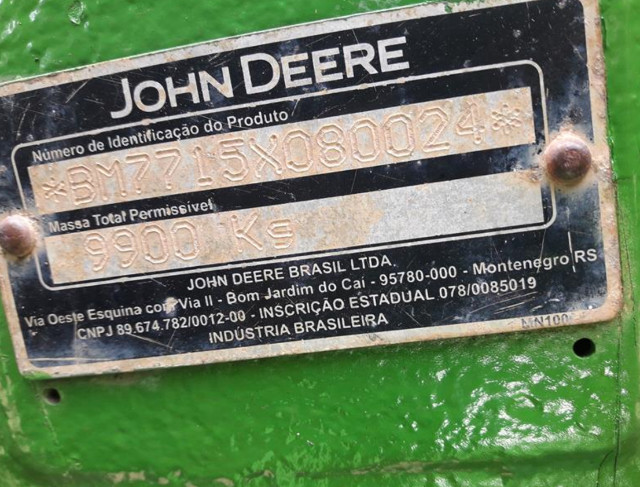 JOHN DEERE
Número de Identificação do Produto
*BM7715X080024*
Massa Total Permissível
9900 Kg
JOHN DEERE BRASIL LTDA.
Via Oeste Esquina com Via II - Bom Jardim do Caí - 95780-000 - Montenegro RS
CNPJ 89.674.782/0012-00 - INSCRIÇÃO ESTADUAL 078/0085019
INDÚSTRIA BRASILEIRA